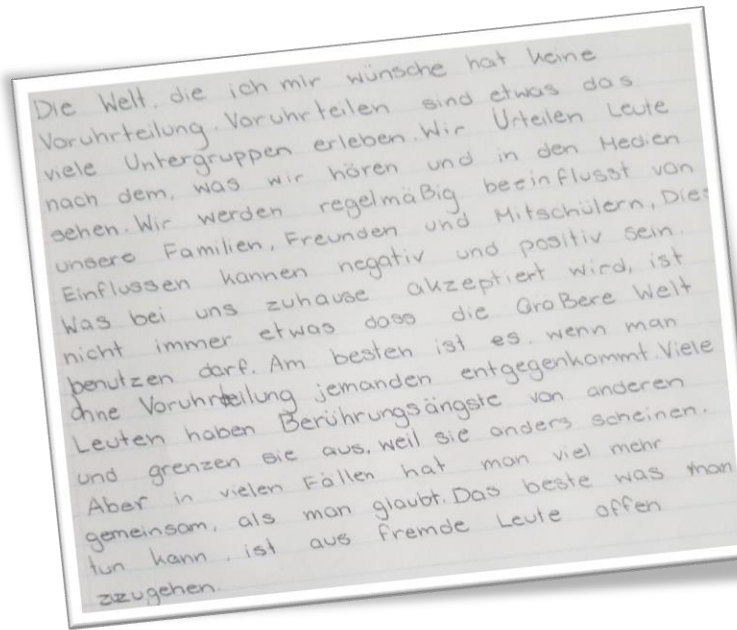 Die Welt, die ich mir wünsche hat keine
Voruhrteilung. Voruhrteilen sind etwas das
viele Untergruppen erleben. Wir Urteilen Leute
nach dem, was wir hören und in den Medien
sehen. Wir werden regelmäßig beeinflusst von
unsere Familien, Freunden und Mitschülern, Dies
Einflussen kannen negativ und positiv sein.
Was bei uns zuhause akzeptiert wird, ist
nicht immer etwas dass die Größere Welt
benutzen darf. Am besten ist es, wenn man
ohne Voruhrteilung jemanden entgegenkommt. Viele
Leuten haben Berührungsängste von anderen
und grenzen sie aus, weil sie anders scheinen.
Aber in vielen Fällen hat man viel mehr
gemeinsam, als man glaubt. Das beste was man
tun kann, ist aus fremde Leute offen
zuzugehen.